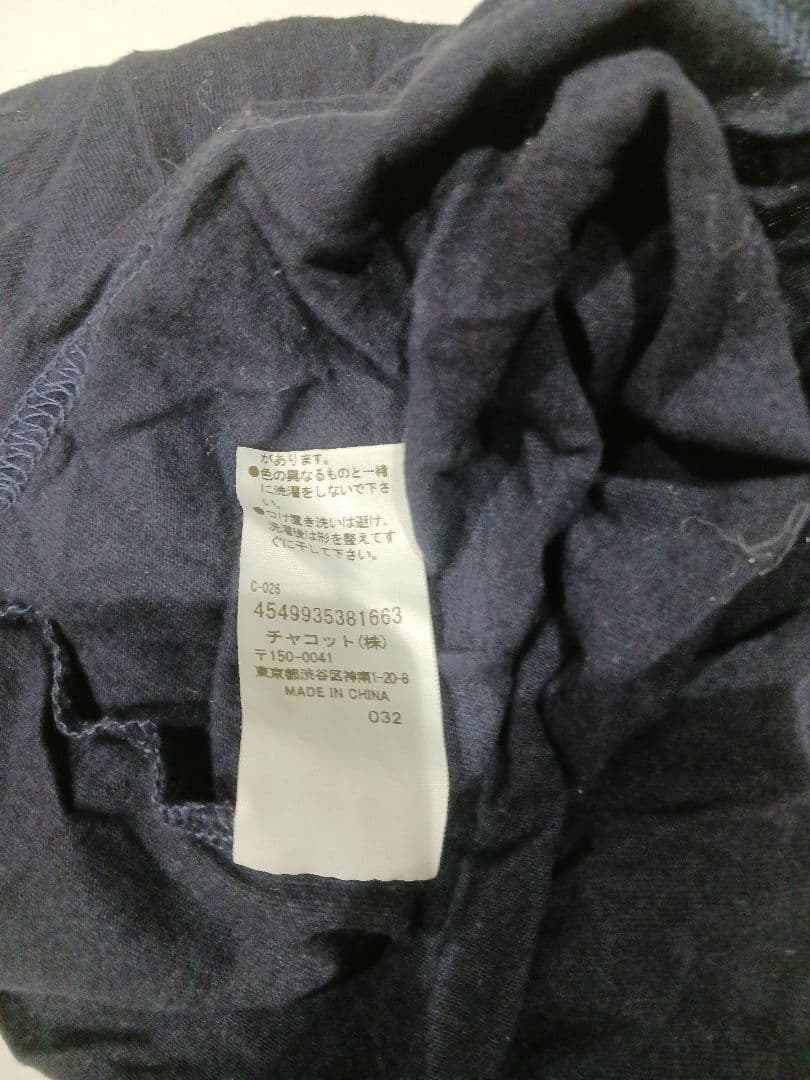 があります。
●色の異なるものと一緒
に洗濯をしないで下さ
い。
●つけ置き洗いは避け、
洗濯後は形を整えてす
ぐに干して下さい。
C-026
4549935381663
チャコット(株)
〒150-0041
東京都渋谷区神南1-20-8
MADE IN CHINA
032